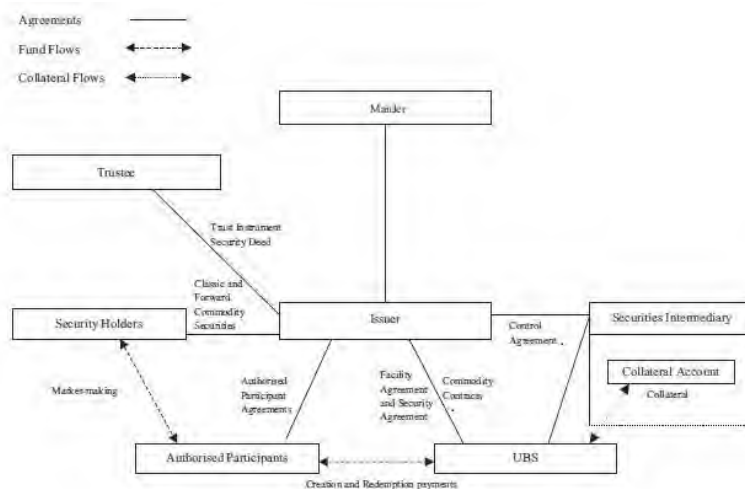 Agreements
Fund Flows
Collateral Flows
Trustee
Trust Instrument
Security Deed
Classic and
Forward
Commodity
Securities
Security Holders
Issuer
Control
Agreement
Securities Intermediary
Collateral Account
Collateral
Market-making
Authorised
Participant
Agreements
Facility
Agreement
and Security
Agreement
Commodity
Contracts
Authorised Participants
UBS
Creation and Redemption payments